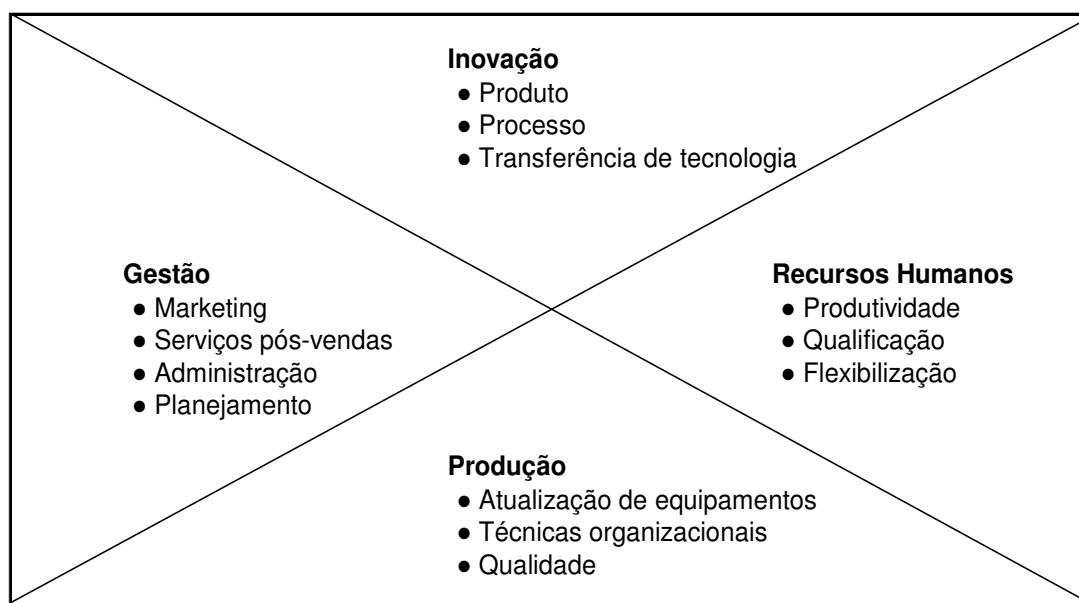 Inovação
● Produto
● Processo
● Transferência de tecnologia
Gestão
● Marketing
● Serviços pós-vendas
● Administração
● Planejamento
Recursos Humanos
● Produtividade
● Qualificação
● Flexibilização
Produção
● Atualização de equipamentos
● Técnicas organizacionais
● Qualidade